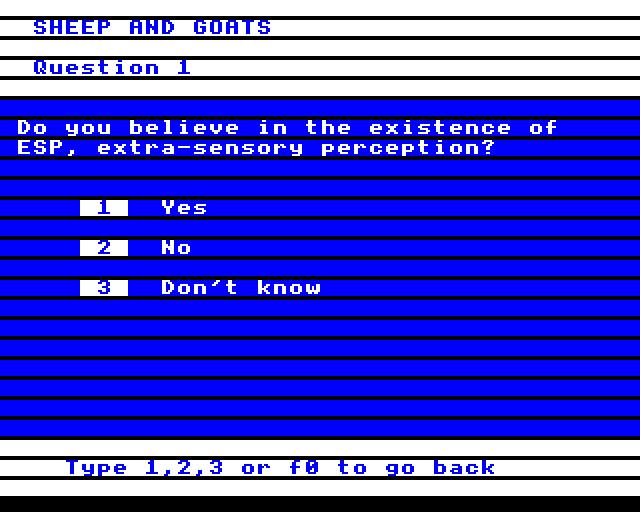 SHEEP AND GOATS
Question 1
Do you believe in the existence of
ESP, extra-sensory perception?
1 Yes
2 No
3 Don't know
Type 1,2,3 or f0 to go back